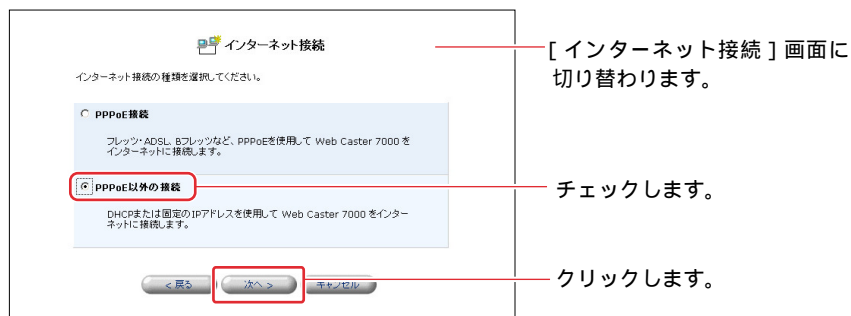 インターネット接続
[ インターネット接続 ] 画面に
切り替わります。
インターネット接続の種類を選択してください。
PPPoE接続
フレッツ・ADSL、Bフレッツなど、PPPoEを使用して Web Caster 7000 を
インターネットに接続します。
PPPoE以外の接続
チェックします。
DHCPまたは固定のIPアドレスを使用して Web Caster 7000 をインター
ネットに接続します。
< 戻る
次へ >
キャンセル
クリックします。